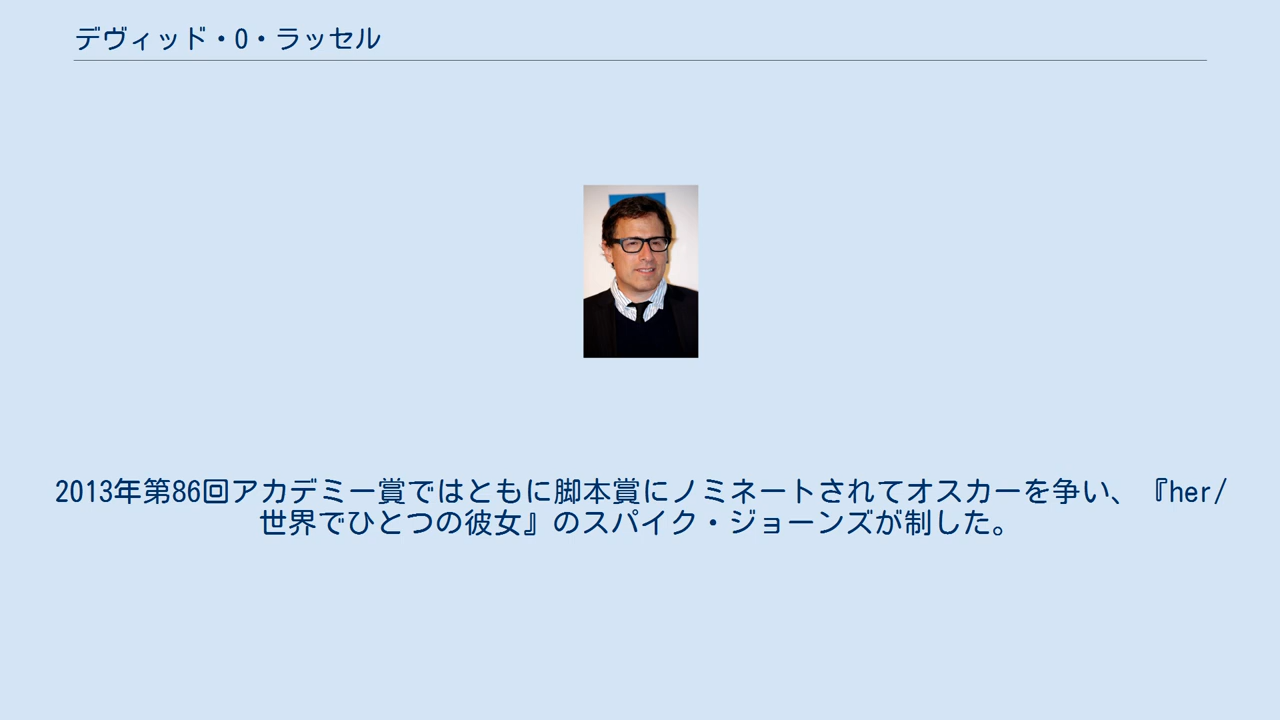 デヴィッド・O・ラッセル
2013年第86回アカデミー賞ではともに脚本賞にノミネートされてオスカーを争い、『her/
世界でひとつの彼女』のスパイク・ジョーンズが制した。